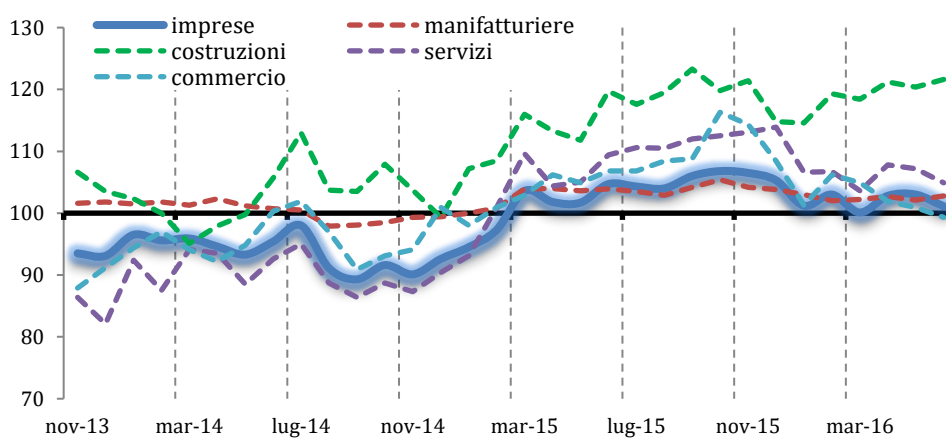 130
120
110
100
90
80
70
imprese manifatturiere
costruzioni servizi
commercio
nov-13 mar-14 lug-14 nov-14 mar-15 lug-15 nov-15 mar-16